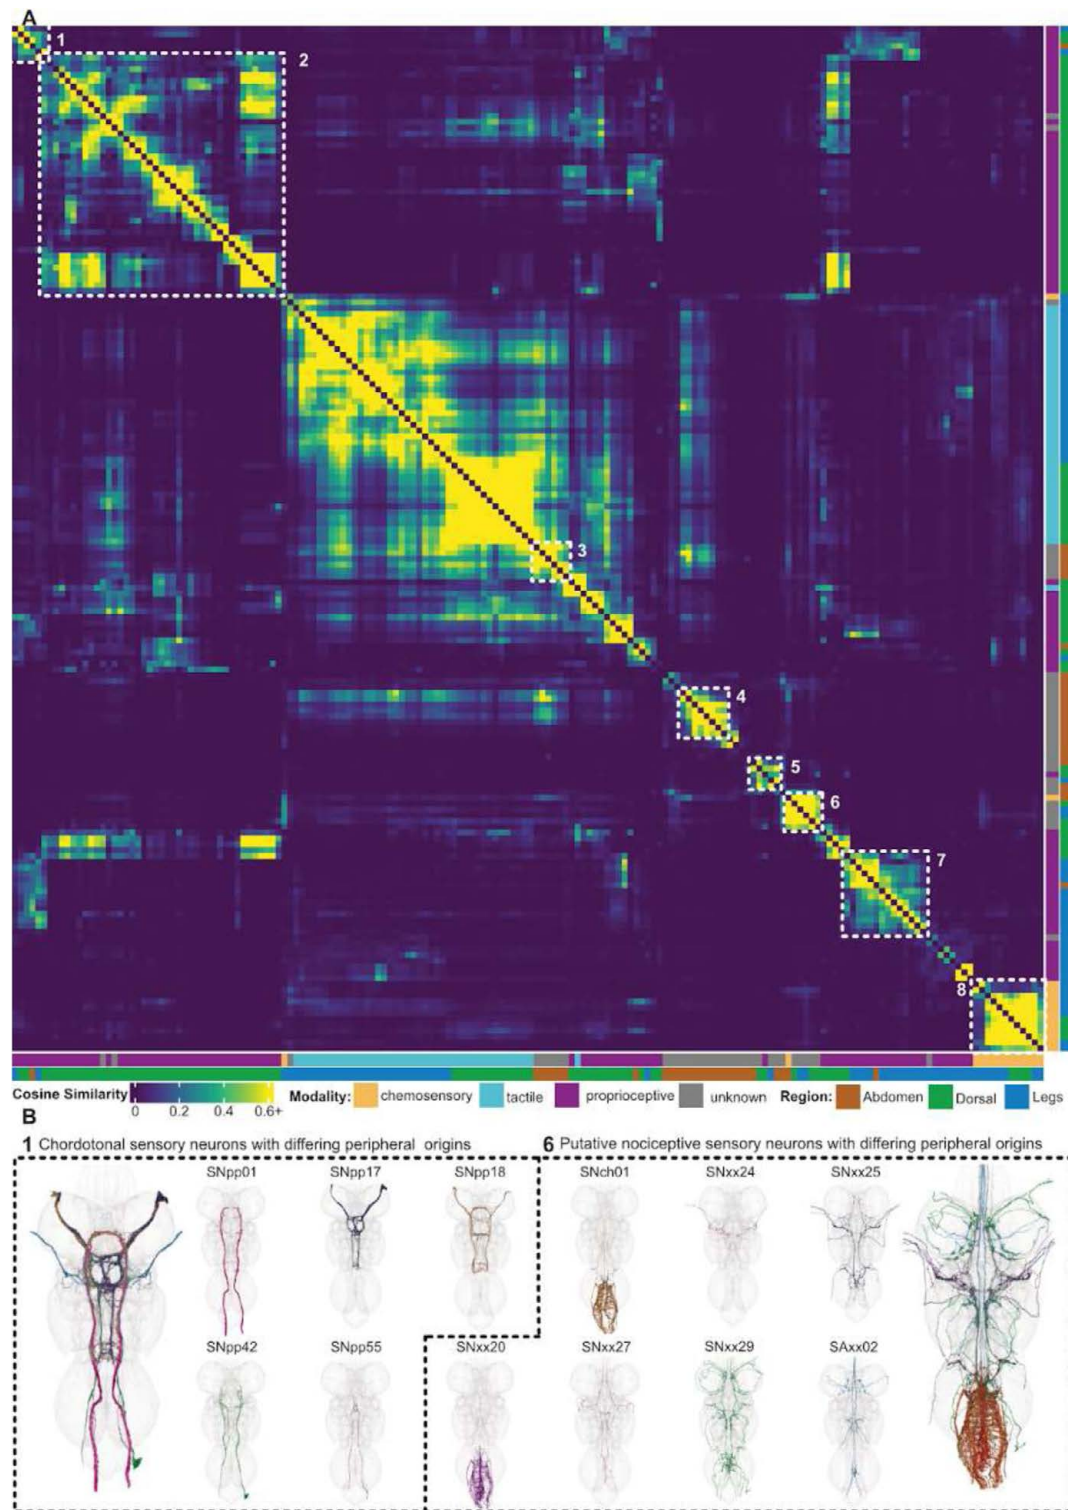 A
1
2
3
4
5
6
7
8
Cosine Similarity 0 0.2 0.4 0.6+ Modality: chemosensory tactile proprioceptive unknown Region: Abdomen Dorsal Legs
B
1 Chordotonal sensory neurons with differing peripheral origins
SNpp01 SNpp17 SNpp18
SNpp42 SNpp55
6 Putative nociceptive sensory neurons with differing peripheral origins
SNch01 SNxx24 SNxx25
SNxx20 SNxx27 SNxx29 SAxx02